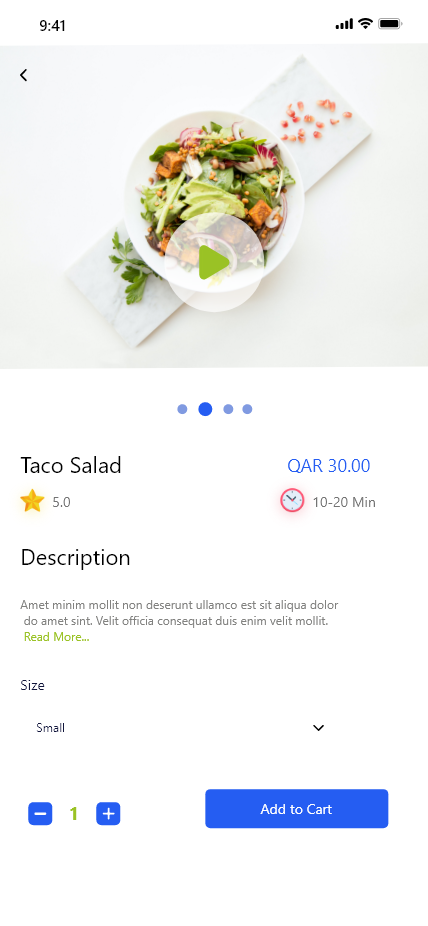 9:41
Taco Salad
QAR 30.00
5.0
10-20 Min
Description
Amet minim mollit non deserunt ullamco est sit aliqua dolor
do amet sint. Velit officia consequat duis enim velit mollit.
Read More...
Size
Small
1
Add to Cart